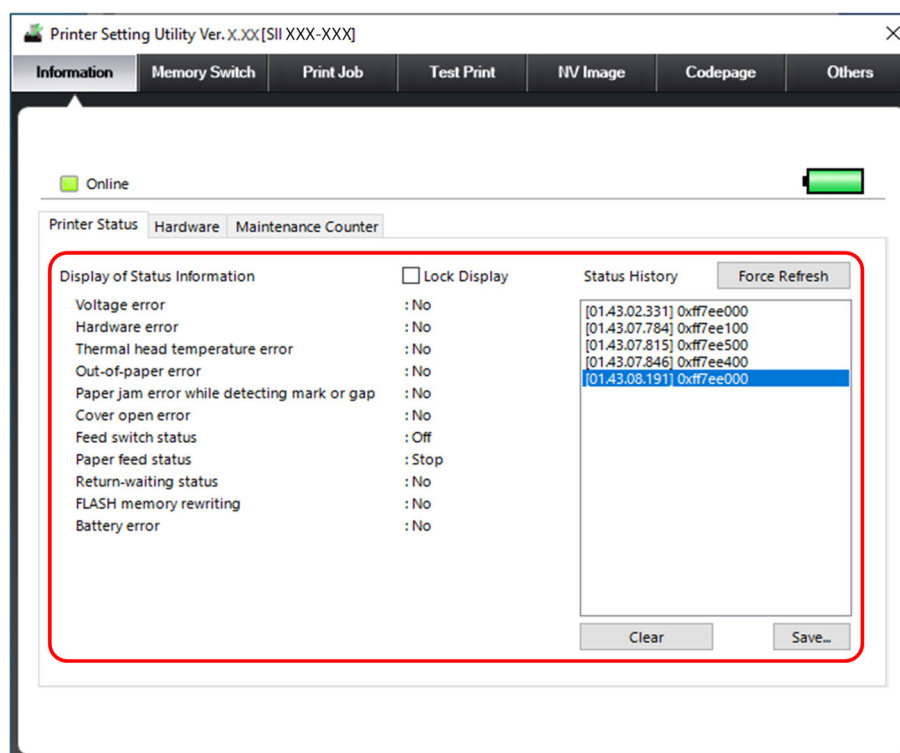 Printer Setting Utility Ver. X.XX [SII XXX-XXX]
Information Memory Switch Print Job Test Print NV Image Codepage Others
Online
Printer Status Hardware Maintenance Counter
Display of Status Information Lock Display Status History Force Refresh
Voltage error : No
Hardware error : No
Thermal head temperature error : No
Out-of-paper error : No
Paper jam error while detecting mark or gap : No
Cover open error : No
Feed switch status : Off
Paper feed status : Stop
Return-waiting status : No
FLASH memory rewriting : No
Battery error : No
[01.43.02.331] 0xff7ee000
[01.43.07.784] 0xff7ee100
[01.43.07.815] 0xff7ee500
[01.43.07.846] 0xff7ee400
[01.43.08.191] 0xff7ee000
Clear Save...